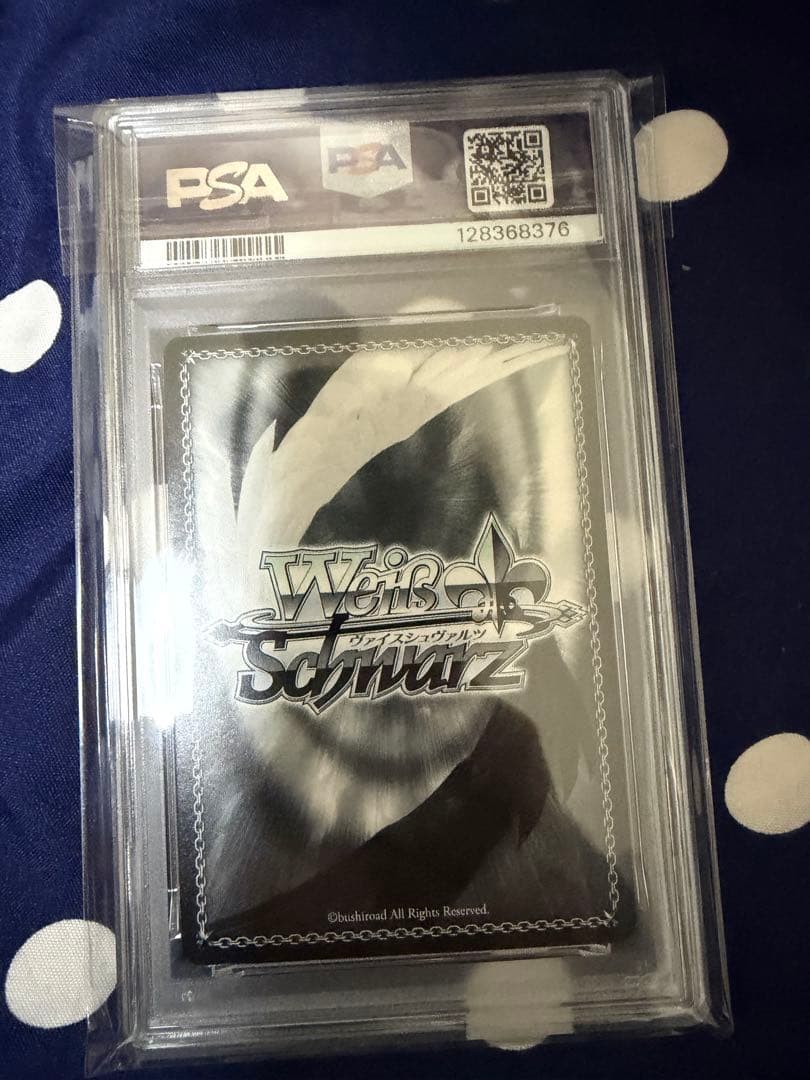 PSA
PSA
128368376
Weiß
ヴァイスシュヴァルツ
Schwarz
©bushiroad All Rights Reserved.